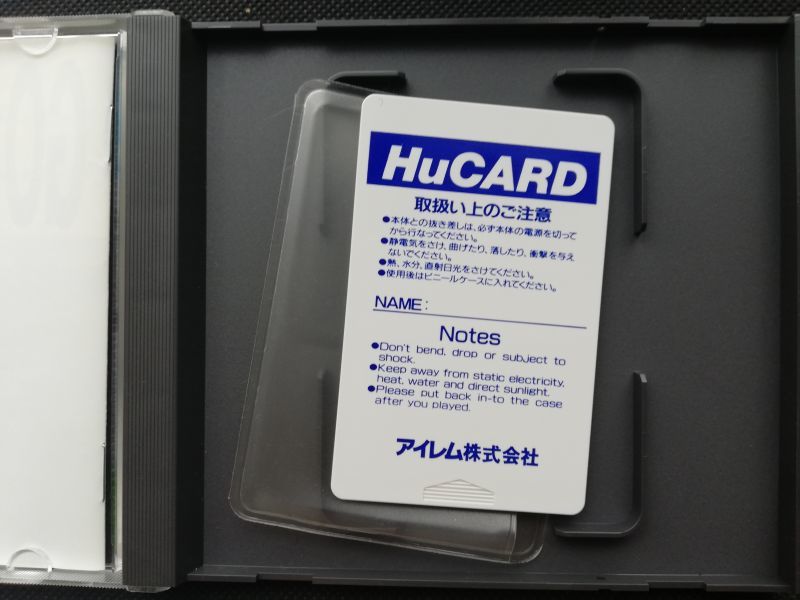 HuCARD
取扱い上のご注意
●本体との抜き差しは、必ず本体の電源を切って
から行なってください。
●静電気をさけ、曲げたり、落したり、衝撃を与え
ないでください。
●熱、水分、直射日光をさけてください。
●使用後はビニールケースに入れてください。
NAME:
Notes
●Don't bend, drop or subject to
shock.
●Keep away from static electricity,
heat, water and direct sunlight.
●Please put back in-to the case
after you played.
アイレム株式会社